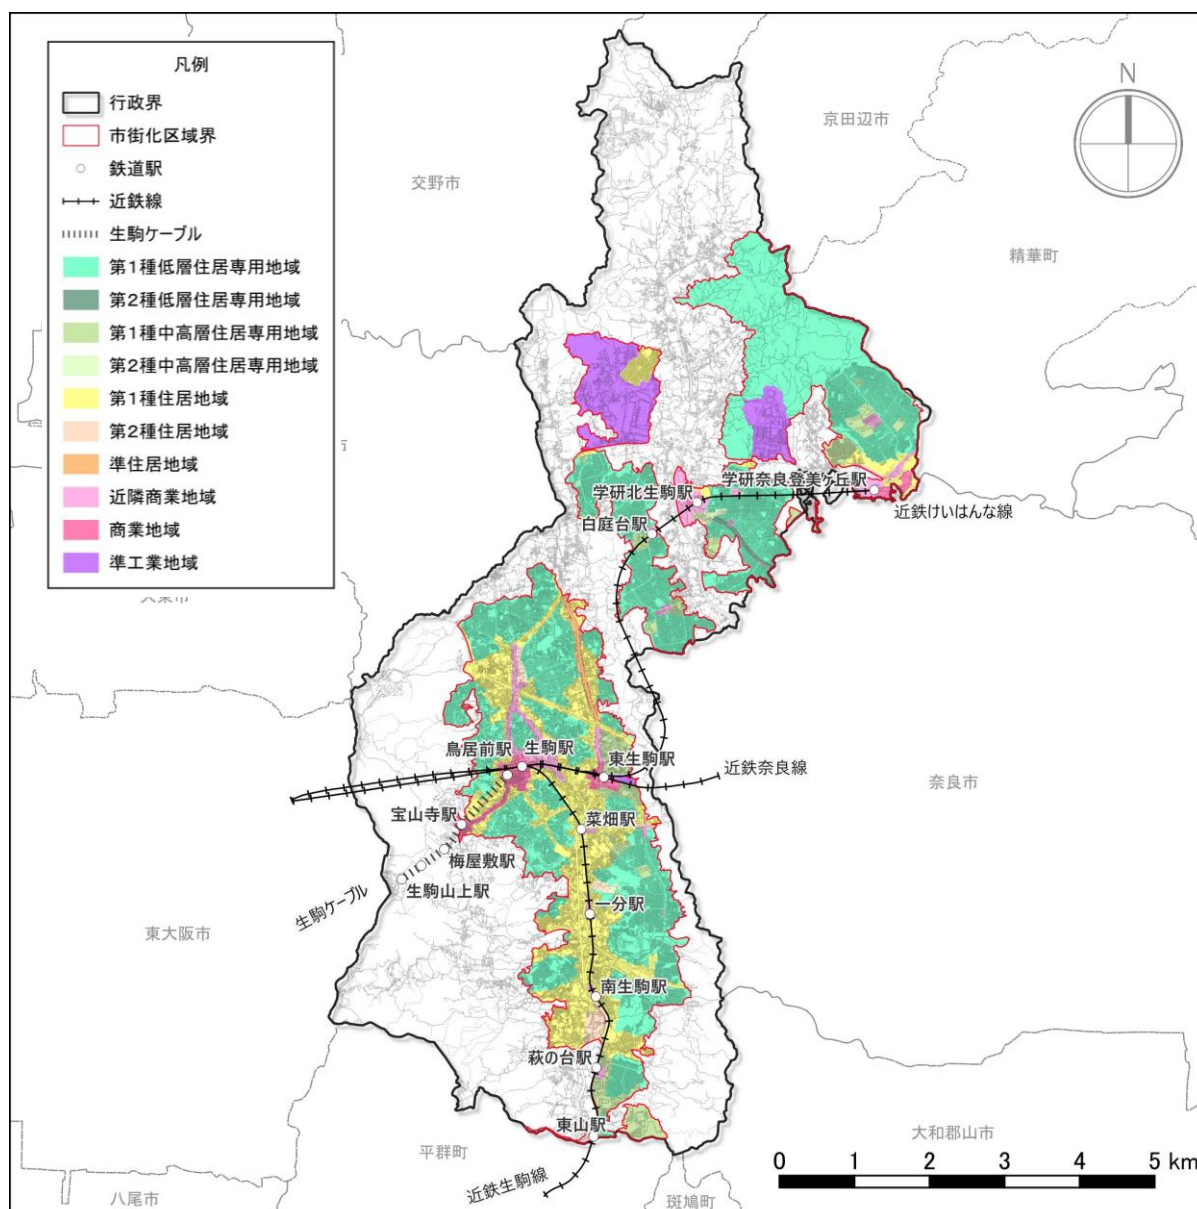 凡例
行政界
市街化区域界
鉄道駅
近鉄線
生駒ケーブル
第1種低層住居専用地域
第2種低層住居専用地域
第1種中高層住居専用地域
第2種中高層住居専用地域
第1種住居地域
第2種住居地域
準住居地域
近隣商業地域
商業地域
準工業地域
N
京田辺市
交野市
精華町
学研奈良登美ケ丘駅
学研北生駒駅
近鉄けいはんな線
白庭台駅
鳥居前駅
生駒駅
東生駒駅
近鉄奈良線
奈良市
宝山寺駅
菜畑駅
梅屋敷駅
生駒山上駅
生駒ケーブル
一分駅
東大阪市
南生駒駅
萩の台駅
東山駅
平群町
大和郡山市
近鉄生駒線
八尾市
斑鳩町
0 1 2 3 4 5 km